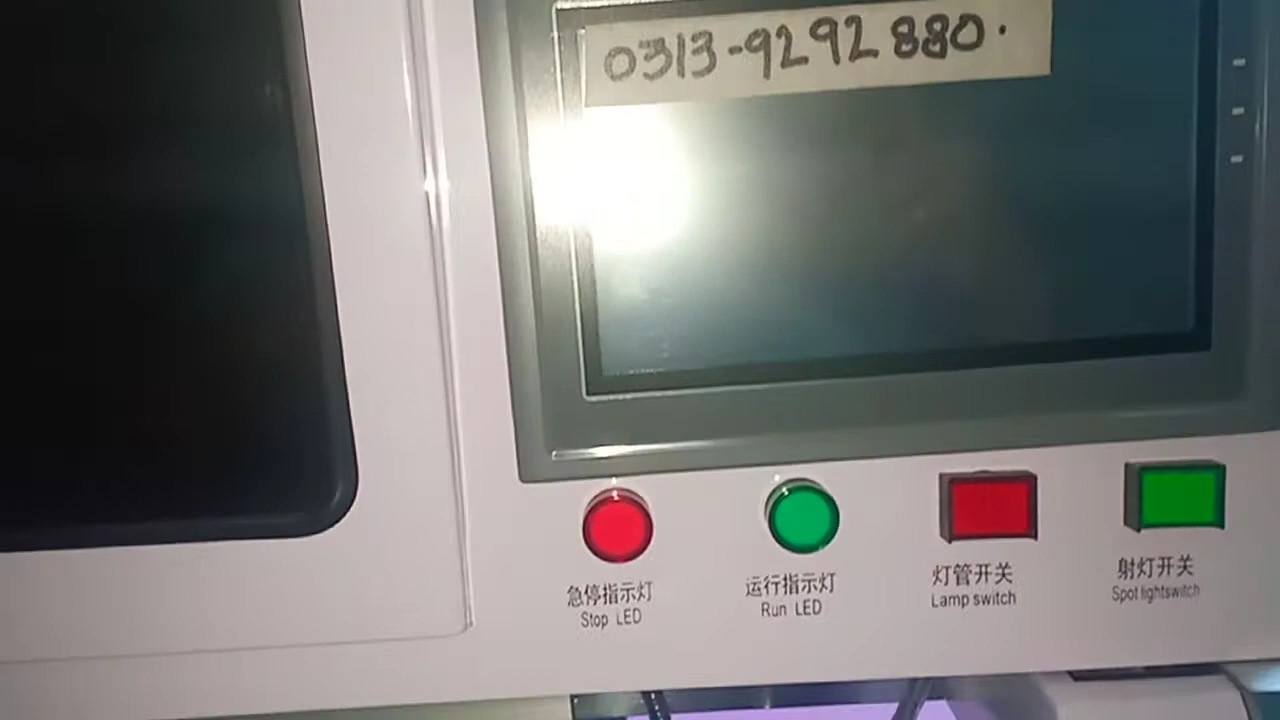 0313-9292880.
急停指示灯
Stop LED
运行指示灯
Run LED
灯管开关
Lamp switch
射灯开关
Spot lightswitch